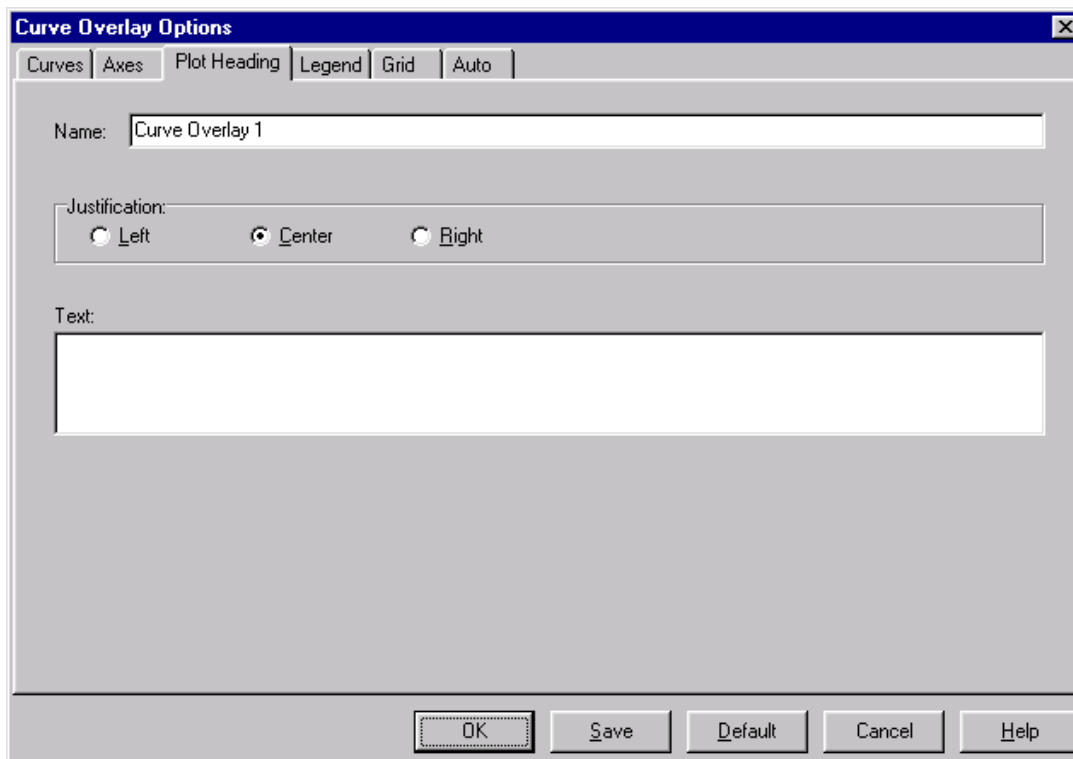 Curve Overlay Options
Curves Axes Plot Heading Legend Grid Auto
Name: Curve Overlay 1
Justification:
Left Center Right
Text:
OK Save Default Cancel Help